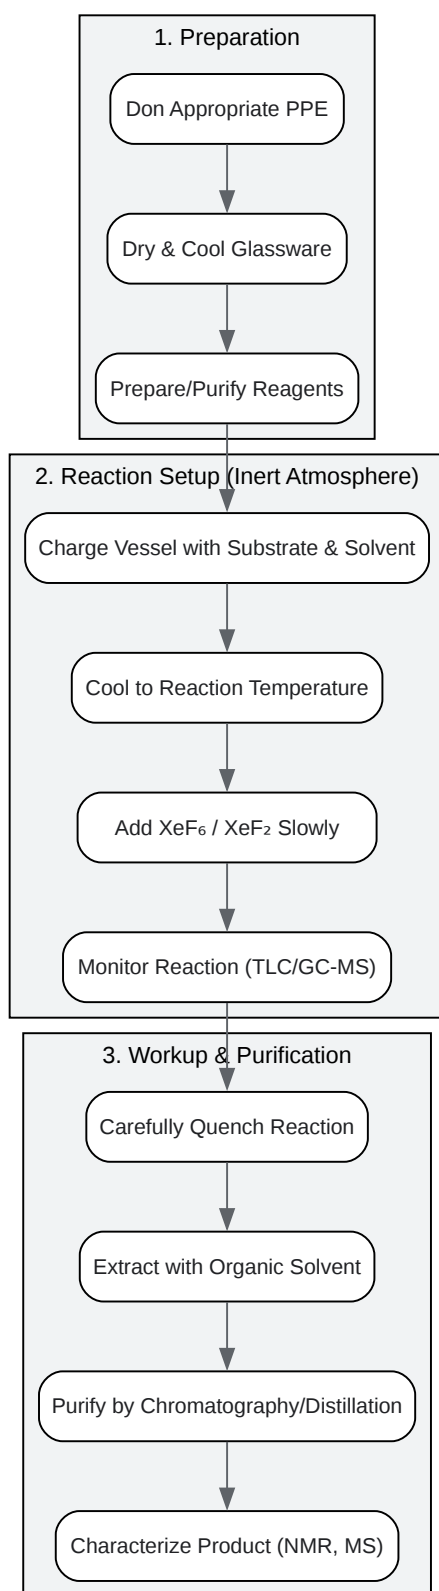 1. Preparation
Don Appropriate PPE
Dry & Cool Glassware
Prepare/Purify Reagents
2. Reaction Setup (Inert Atmosphere)
Charge Vessel with Substrate & Solvent
Cool to Reaction Temperature
Add XeF₆ / XeF₂ Slowly
Monitor Reaction (TLC/GC-MS)
3. Workup & Purification
Carefully Quench Reaction
Extract with Organic Solvent
Purify by Chromatography/Distillation
Characterize Product (NMR, MS)